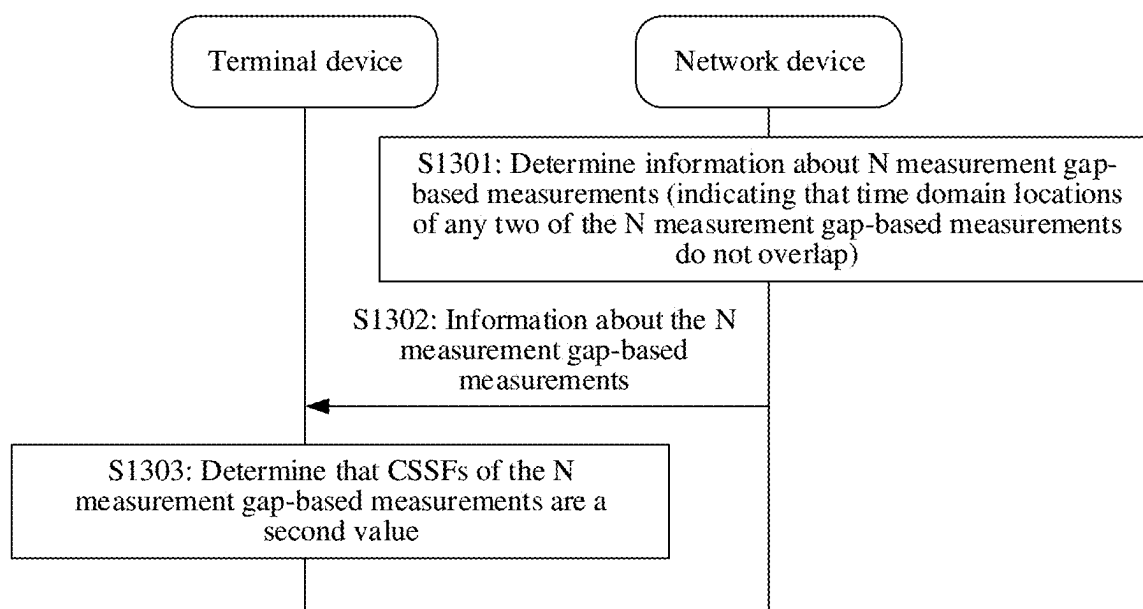 Terminal device
Network device
S1301: Determine information about N measurement gap-
based measurements (indicating that time domain locations
of any two of the N measurement gap-based measurements
do not overlap)
S1302: Information about the N
measurement gap-based
measurements
S1303: Determine that CSSFs of the N
measurement gap-based measurements are a
second value